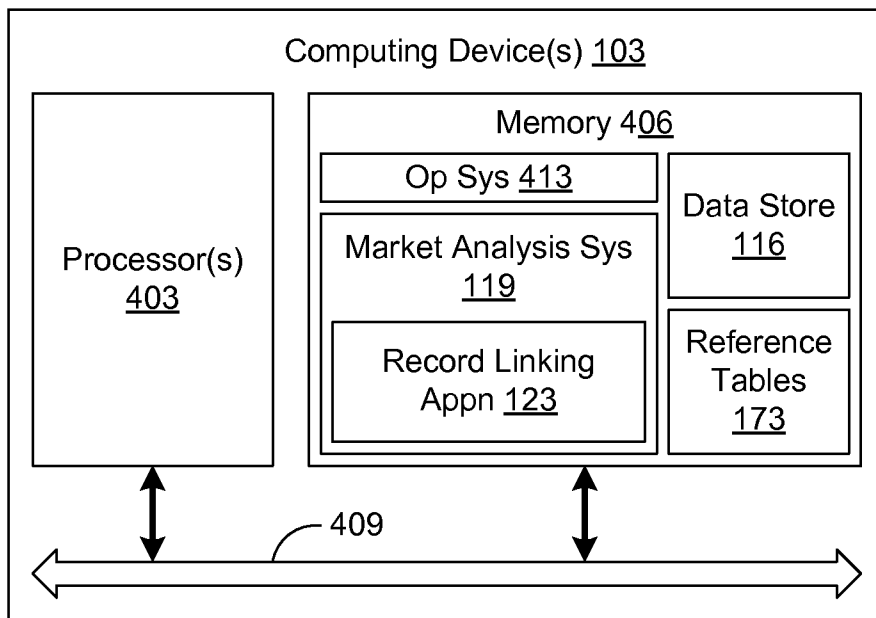 Computing Device(s) 103
Processor(s)
403
Memory 406
Op Sys 413
Market Analysis Sys
119
Record Linking
Appn 123
Data Store
116
Reference
Tables
173
409